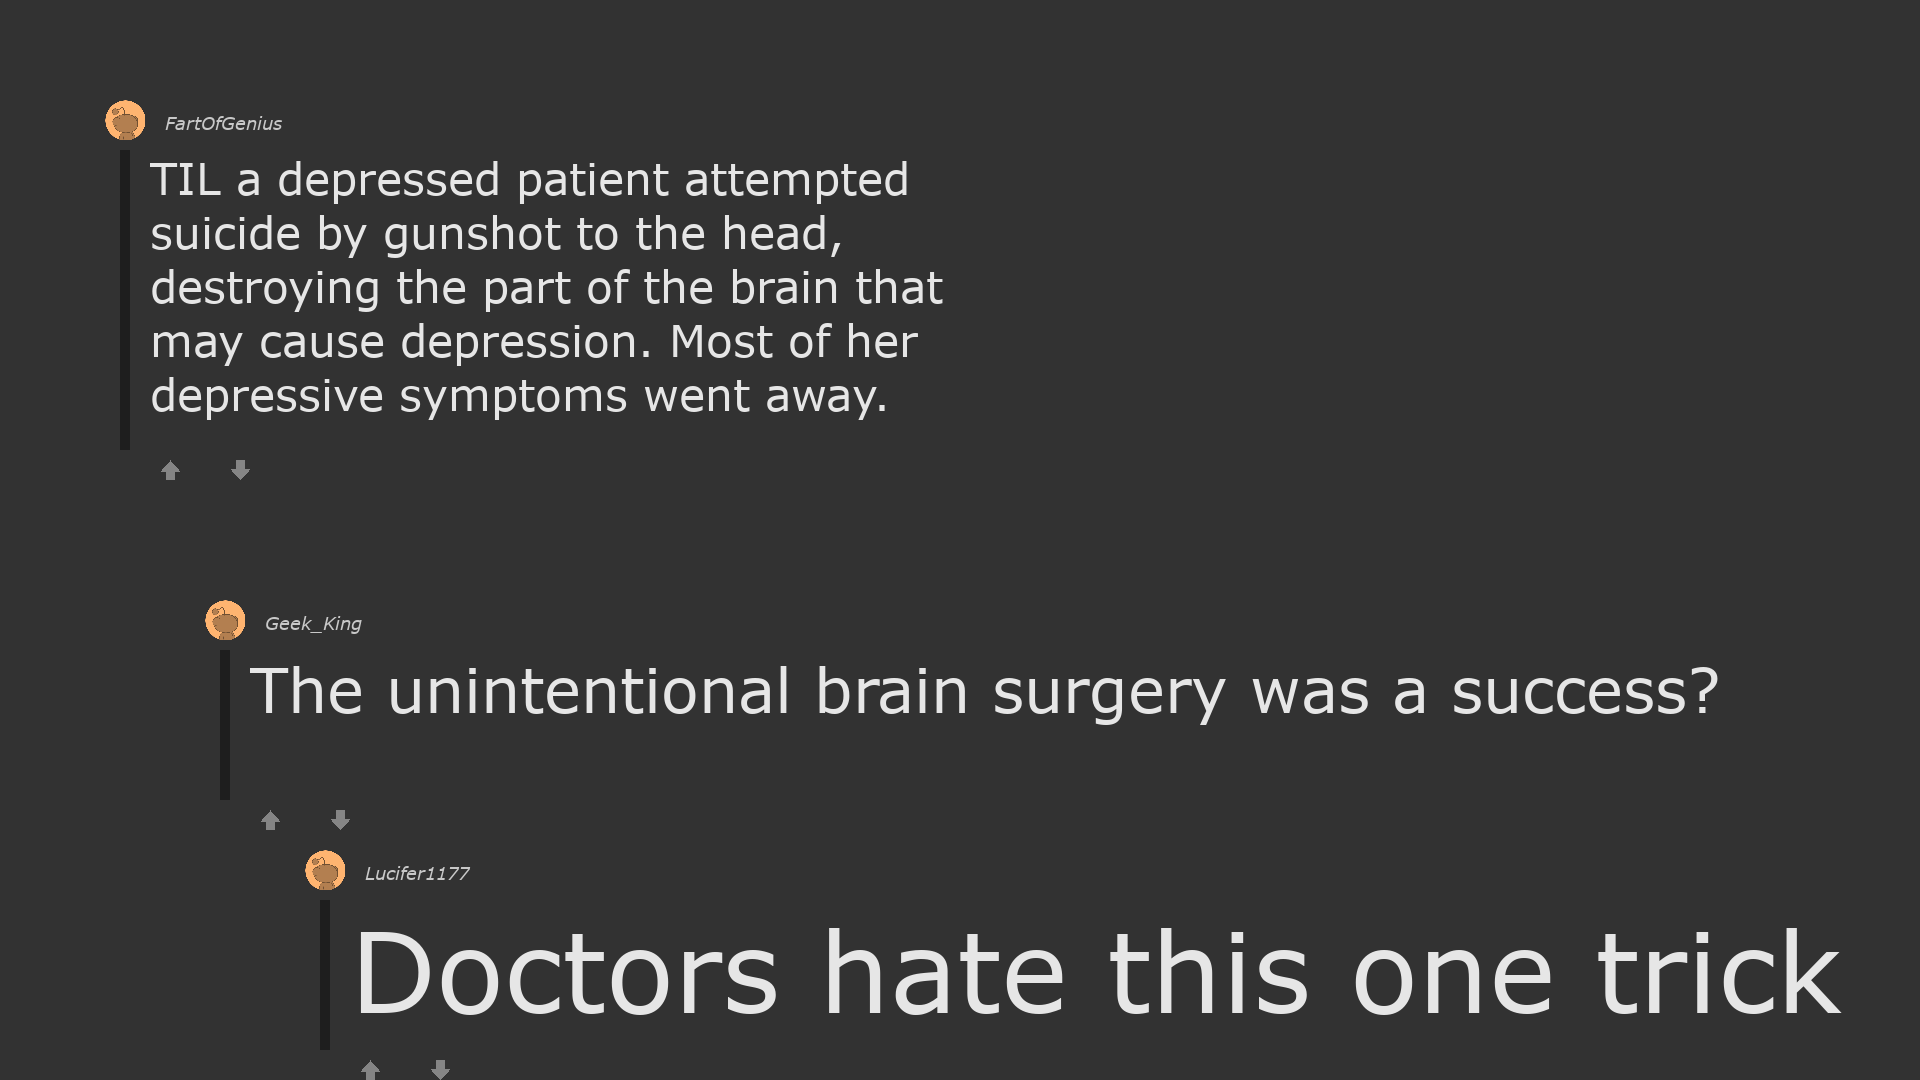 FartOfGenius
TIL a depressed patient attempted
suicide by gunshot to the head,
destroying the part of the brain that
may cause depression. Most of her
depressive symptoms went away.
Geek_King
The unintentional brain surgery was a success?
Lucifer1177
Doctors hate this one trick